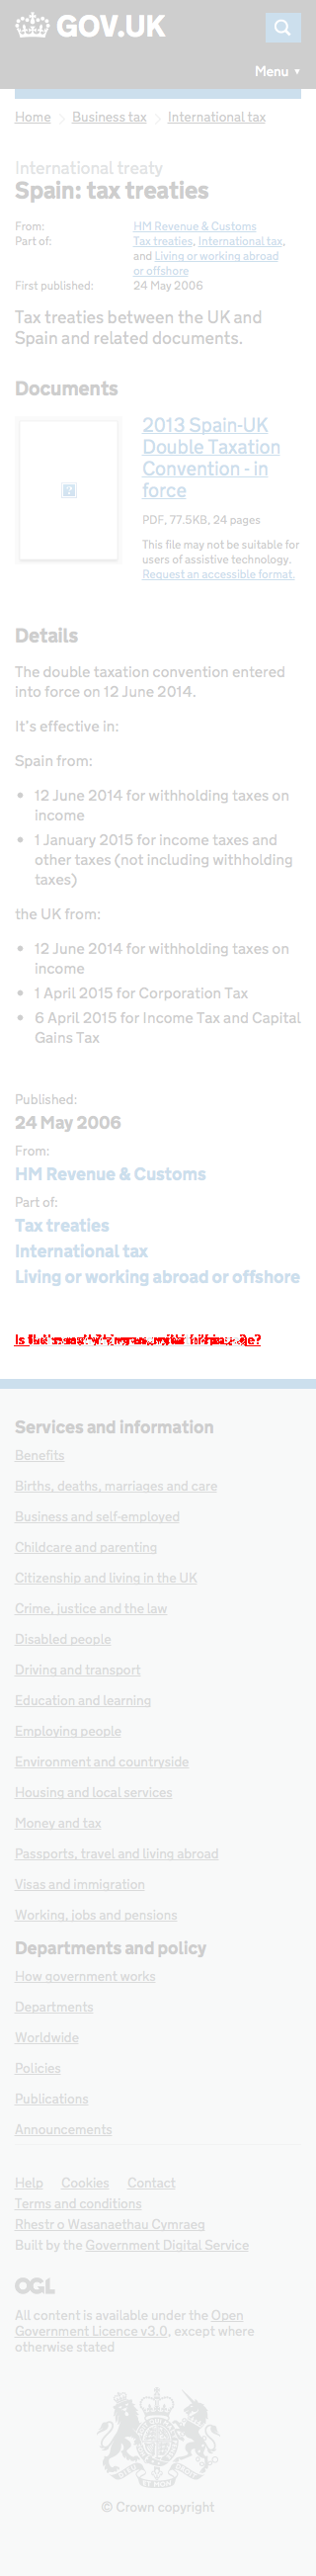 GOV.UK
Menu ▼
Home Business tax International tax
International treaty
Spain: tax treaties
From: HM Revenue & Customs
Part of: Tax treaties, International tax,
and Living or working abroad
or offshore
First published: 24 May 2006
Tax treaties between the UK and
Spain and related documents.
Documents
2013 Spain-UK
Double Taxation
Convention - in
force
PDF, 77.5KB, 24 pages
This file may not be suitable for
users of assistive technology.
Request an accessible format.
Details
The double taxation convention entered
into force on 12 June 2014.
It’s effective in:
Spain from:
• 12 June 2014 for withholding taxes on
income
• 1 January 2015 for income taxes and
other taxes (not including withholding
taxes)
the UK from:
• 12 June 2014 for withholding taxes on
income
• 1 April 2015 for Corporation Tax
• 6 April 2015 for Income Tax and Capital
Gains Tax
Published:
24 May 2006
From:
HM Revenue & Customs
Part of:
Tax treaties
International tax
Living or working abroad or offshore
Is
Services and information
Benefits
Births, deaths, marriages and care
Business and self-employed
Childcare and parenting
Citizenship and living in the UK
Crime, justice and the law
Disabled people
Driving and transport
Education and learning
Employing people
Environment and countryside
Housing and local services
Money and tax
Passports, travel and living abroad
Visas and immigration
Working, jobs and pensions
Departments and policy
How government works
Departments
Worldwide
Policies
Publications
Announcements
Help Cookies Contact
Terms and conditions
Rhestr o Wasanaethau Cymraeg
Built by the Government Digital Service
OGL
All content is available under the Open
Government Licence v3.0, except where
otherwise stated
© Crown copyright